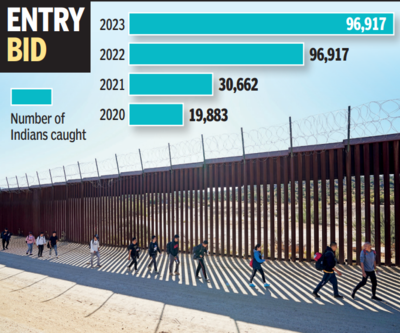 ENTRY
BID
2023 96,917
2022 96,917
2021 30,662
2020 19,883
Number of
Indians caught